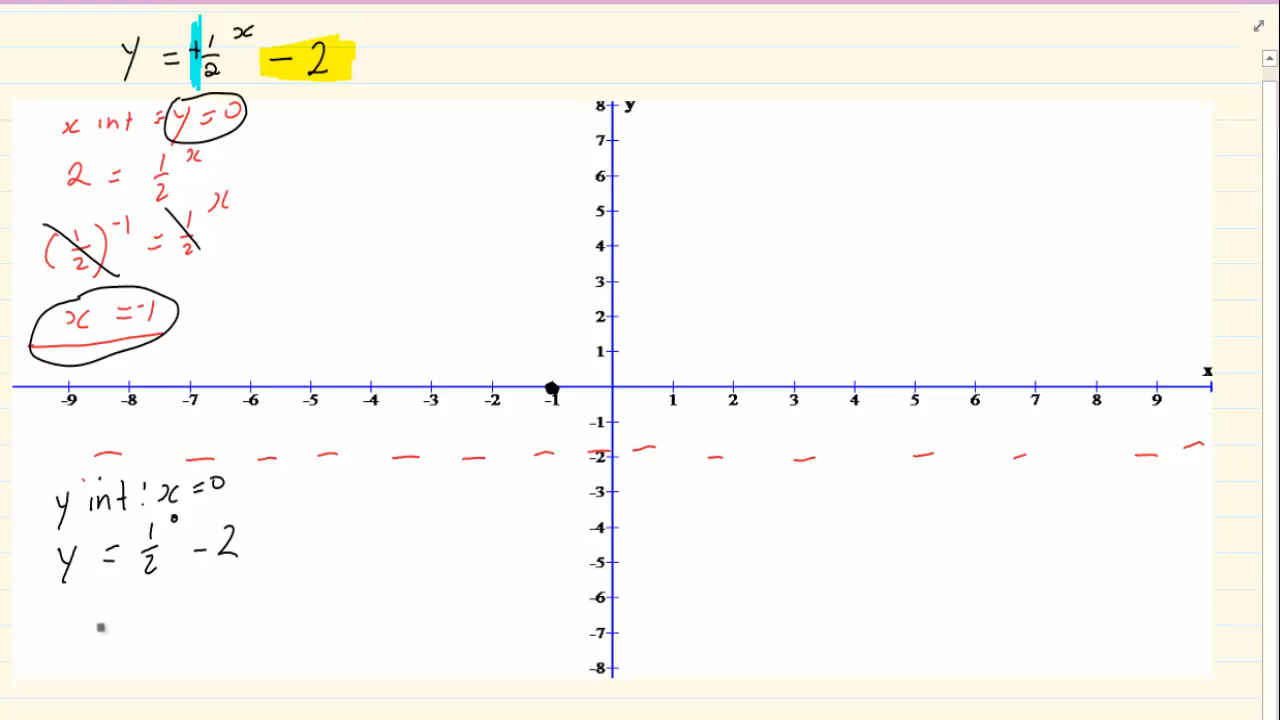 y = +1/2^x - 2
x int = y = 0
2 = 1/2^x
(1/2)^-1 = 1/2^x
x = -1
y
8
7
6
5
4
3
2
1
x
-9 -8 -7 -6 -5 -4 -3 -2 -1 1 2 3 4 5 6 7 8 9
-1
-2
-3
-4
-5
-6
-7
-8
y int : x = 0
y = 1/2^0 - 2